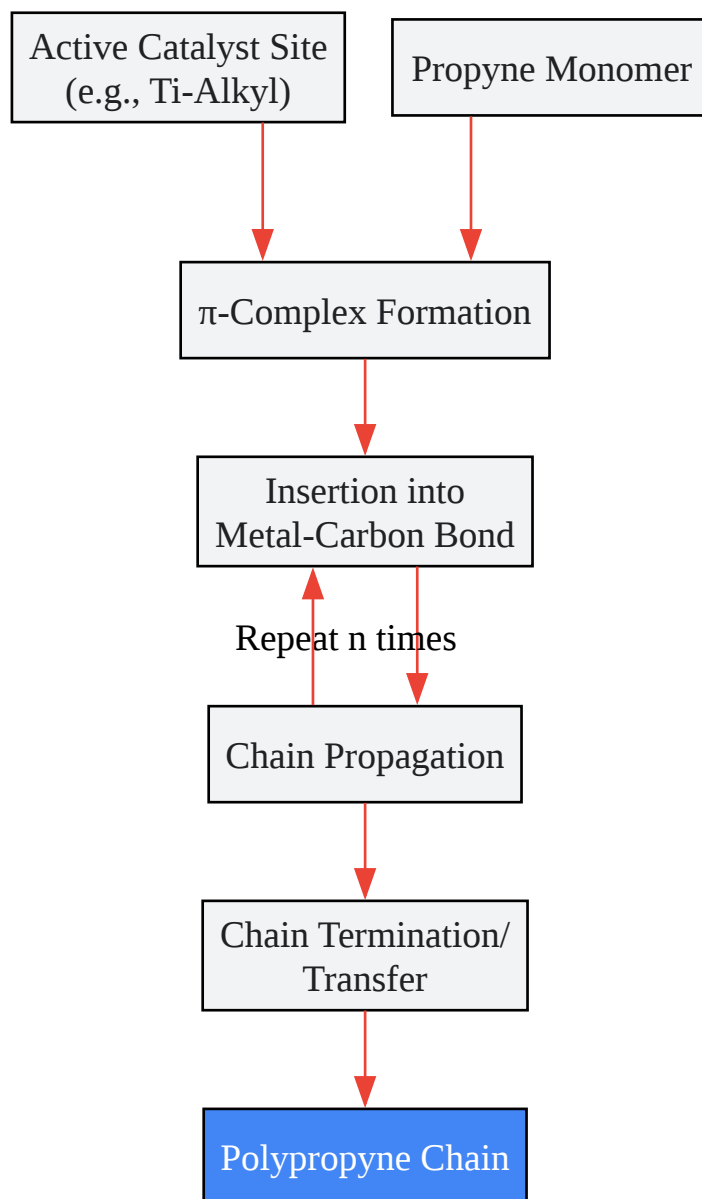 Active Catalyst Site
(e.g., Ti-Alkyl)
Propyne Monomer
π-Complex Formation
Insertion into
Metal-Carbon Bond
Repeat n times
Chain Propagation
Chain Termination/
Transfer
Polypropyne Chain